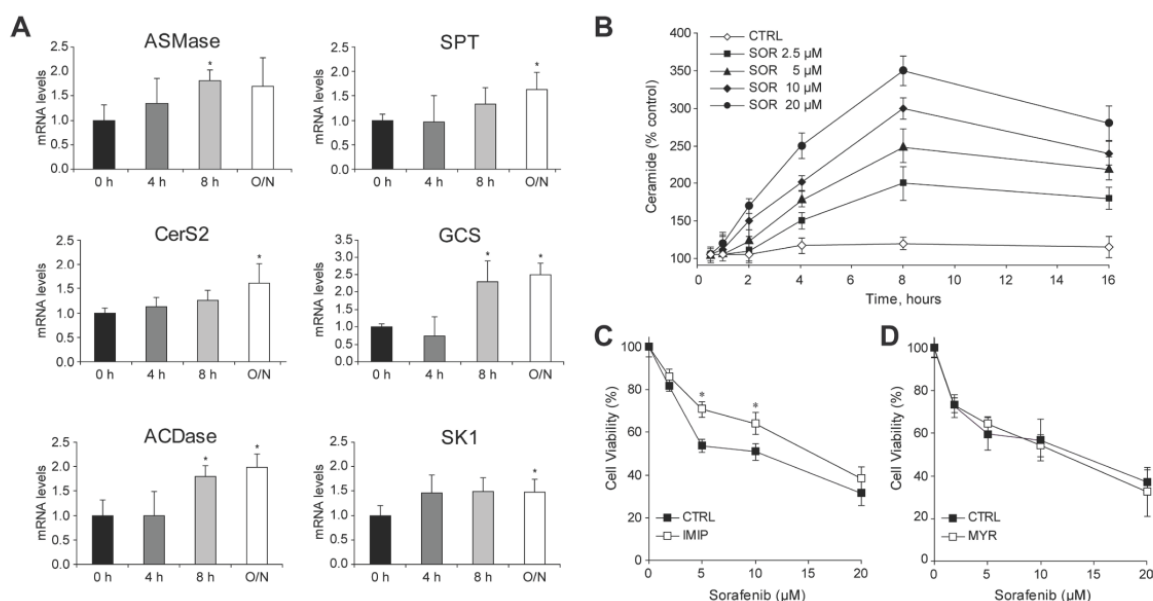 A
ASMase
mRNA levels
2.5
2.0
1.5
1.0
0.5
0.0
*
0 h 4 h 8 h O/N
SPT
mRNA levels
2.5
2.0
1.5
1.0
0.5
0.0
*
0 h 4 h 8 h O/N
CerS2
mRNA levels
2.5
2.0
1.5
1.0
0.5
0.0
*
0 h 4 h 8 h O/N
GCS
mRNA levels
3.5
3.0
2.5
2.0
1.5
1.0
0.5
0.0
* *
0 h 4 h 8 h O/N
ACDase
mRNA levels
2.5
2.0
1.5
1.0
0.5
0.0
* *
0 h 4 h 8 h O/N
SK1
mRNA levels
2.5
2.0
1.5
1.0
0.5
0.0
*
0 h 4 h 8 h O/N
B
CTRL
SOR 2.5 µM
SOR 5 µM
SOR 10 µM
SOR 20 µM
Ceramide (% control)
400
350
300
250
200
150
100
2 4 6 8 10 12 14 16
Time, hours
C
Cell Viability (%)
100
80
60
40
20
0
* *
CTRL
IMIP
0 5 10 15 20
Sorafenib (µM)
D
Cell Viability (%)
100
80
60
40
20
0
CTRL
MYR
0 5 10 15 20
Sorafenib (µM)